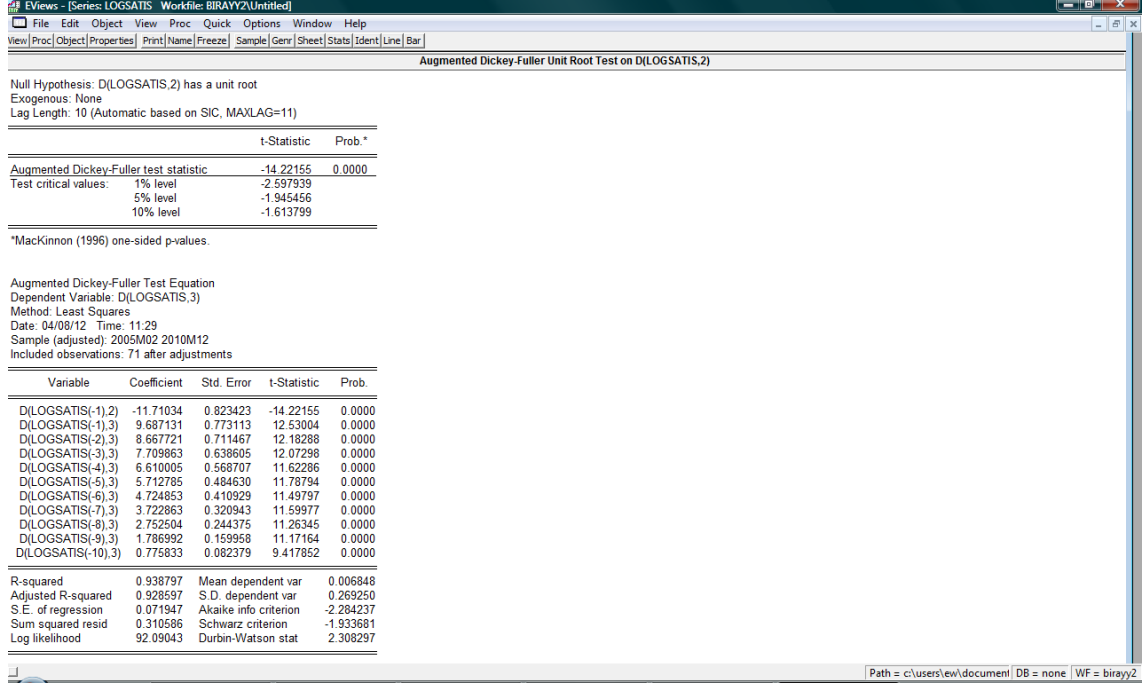 EViews - [Series: LOGSATIS   Workfile: BIRAYY2\Untitled]
File Edit Object View Proc Quick Options Window Help
View Proc Object Properties Print Name Freeze Sample Genr Sheet Stats Ident Line Bar
Augmented Dickey-Fuller Unit Root Test on D(LOGSATIS,2)
Null Hypothesis: D(LOGSATIS,2) has a unit root
Exogenous: None
Lag Length: 10 (Automatic based on SIC, MAXLAG=11)
t-Statistic Prob.*
Augmented Dickey-Fuller test statistic -14.22155 0.0000
Test critical values: 1% level -2.597939
5% level -1.945456
10% level -1.613799
*MacKinnon (1996) one-sided p-values.
Augmented Dickey-Fuller Test Equation
Dependent Variable: D(LOGSATIS,3)
Method: Least Squares
Date: 04/08/12 Time: 11:29
Sample (adjusted): 2005M02 2010M12
Included observations: 71 after adjustments
Variable Coefficient Std. Error t-Statistic Prob.
D(LOGSATIS(-1),2) -11.71034 0.823423 -14.22155 0.0000
D(LOGSATIS(-1),3) 9.687131 0.773113 12.53004 0.0000
D(LOGSATIS(-2),3) 8.667721 0.711467 12.18288 0.0000
D(LOGSATIS(-3),3) 7.709863 0.638605 12.07298 0.0000
D(LOGSATIS(-4),3) 6.610005 0.568707 11.62286 0.0000
D(LOGSATIS(-5),3) 5.712785 0.484630 11.78794 0.0000
D(LOGSATIS(-6),3) 4.724853 0.410929 11.49797 0.0000
D(LOGSATIS(-7),3) 3.722863 0.320943 11.59977 0.0000
D(LOGSATIS(-8),3) 2.752504 0.244375 11.26345 0.0000
D(LOGSATIS(-9),3) 1.786992 0.159958 11.17164 0.0000
D(LOGSATIS(-10),3) 0.775833 0.082379 9.417852 0.0000
R-squared 0.938797 Mean dependent var 0.006848
Adjusted R-squared 0.928597 S.D. dependent var 0.269250
S.E. of regression 0.071947 Akaike info criterion -2.284237
Sum squared resid 0.310586 Schwarz criterion -1.933681
Log likelihood 92.09043 Durbin-Watson stat 2.308297
Path = c:\users\ew\document DB = none WF = birayy2